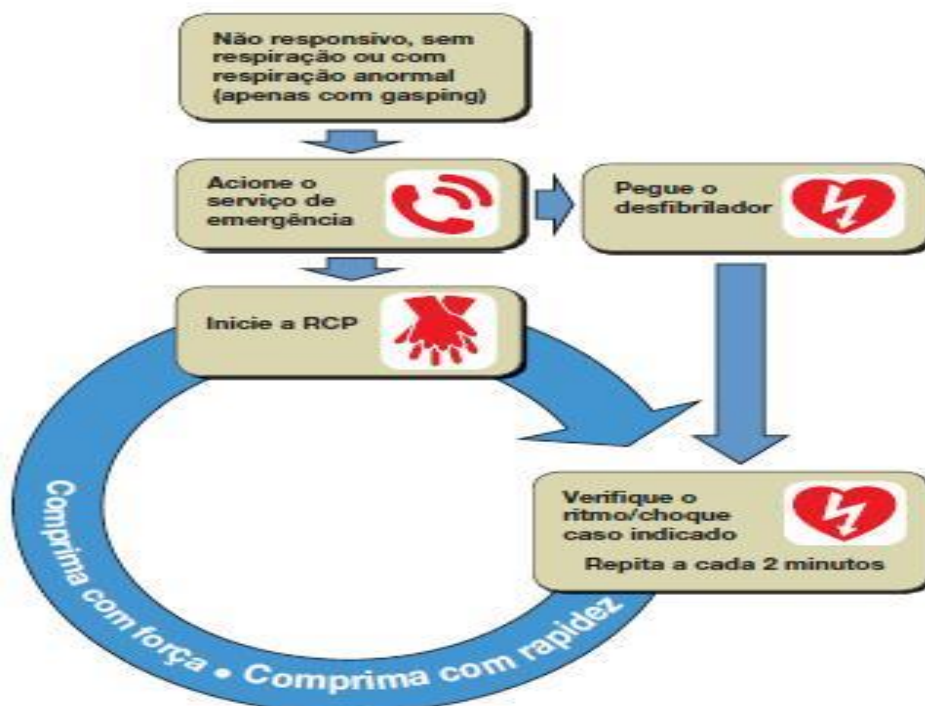 Não responsivo, sem
respiração ou com
respiração anormal
(apenas com gasping)
Acione o
serviço de
emergência
Pegue o
desfibrilador
Inicie a RCP
Verifique o
ritmo/choque
caso indicado
Repita a cada 2 minutos
Comprima com força • Comprima com rapidez